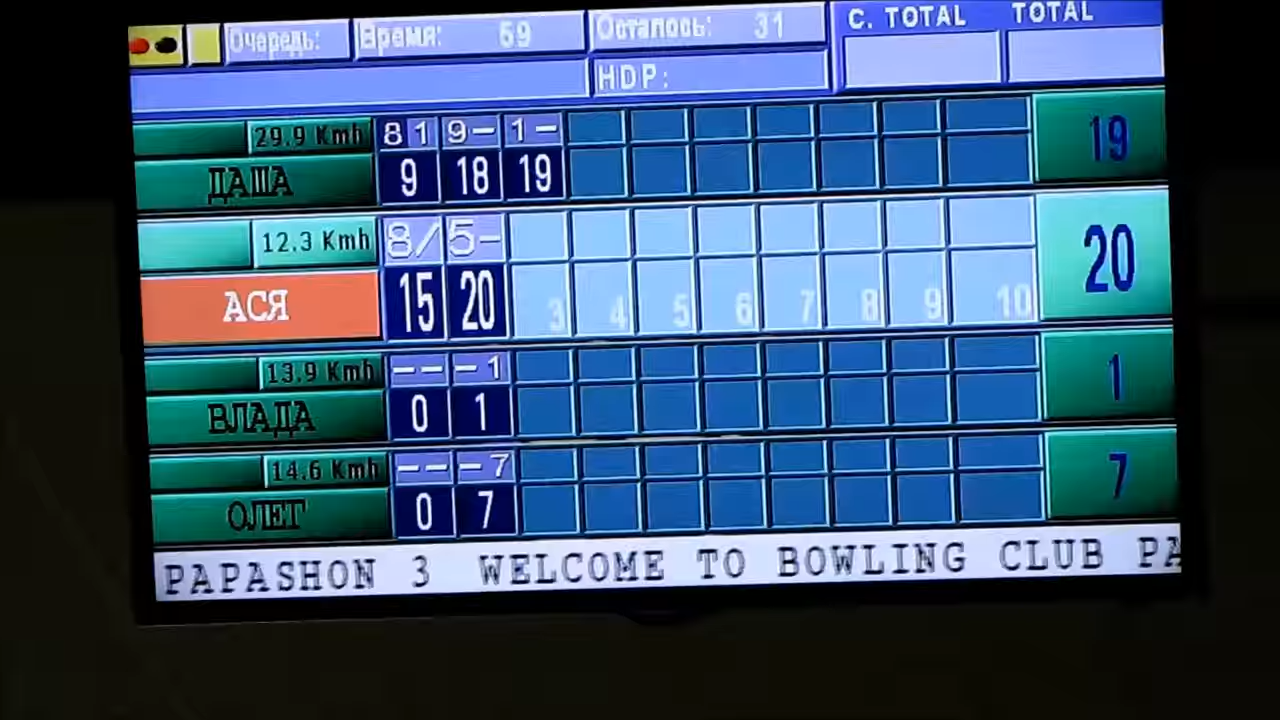 Очередь: Время: 59 Осталось: 31 C. TOTAL TOTAL
HDP:
29.9 Kmh 8 1 9 – 1 –
ДАША 9 18 19 19
12.3 Kmh 8 / 5 –
АСЯ 15 20 3 4 5 6 7 8 9 10 20
13.9 Kmh – – – 1
ВЛАДА 0 1 1
14.6 Kmh – – – 7
ОЛЕГ 0 7 7
PAPASHON 3 WELCOME TO BOWLING CLUB PA